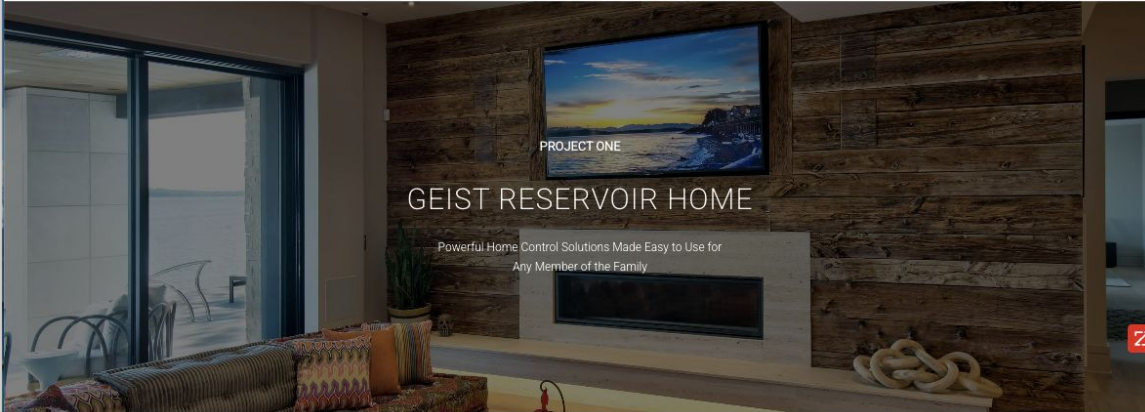 PROJECT ONE
GEIST RESERVOIR HOME
Powerful Home Control Solutions Made Easy to Use for
Any Member of the Family